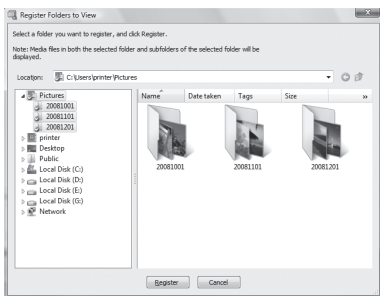 Register Folders to View
Select a folder you want to register, and click Register.
Note: Media files in both the selected folder and subfolders of the selected folder will be
displayed.
Location: C:\Users\printer\Pictures
Pictures
20081001
20081101
20081201
printer
Desktop
Public
Local Disk (C:)
Local Disk (D:)
Local Disk (E:)
Local Disk (G:)
Network
Name Date taken Tags Size »
20081001 20081101 20081201
Register Cancel